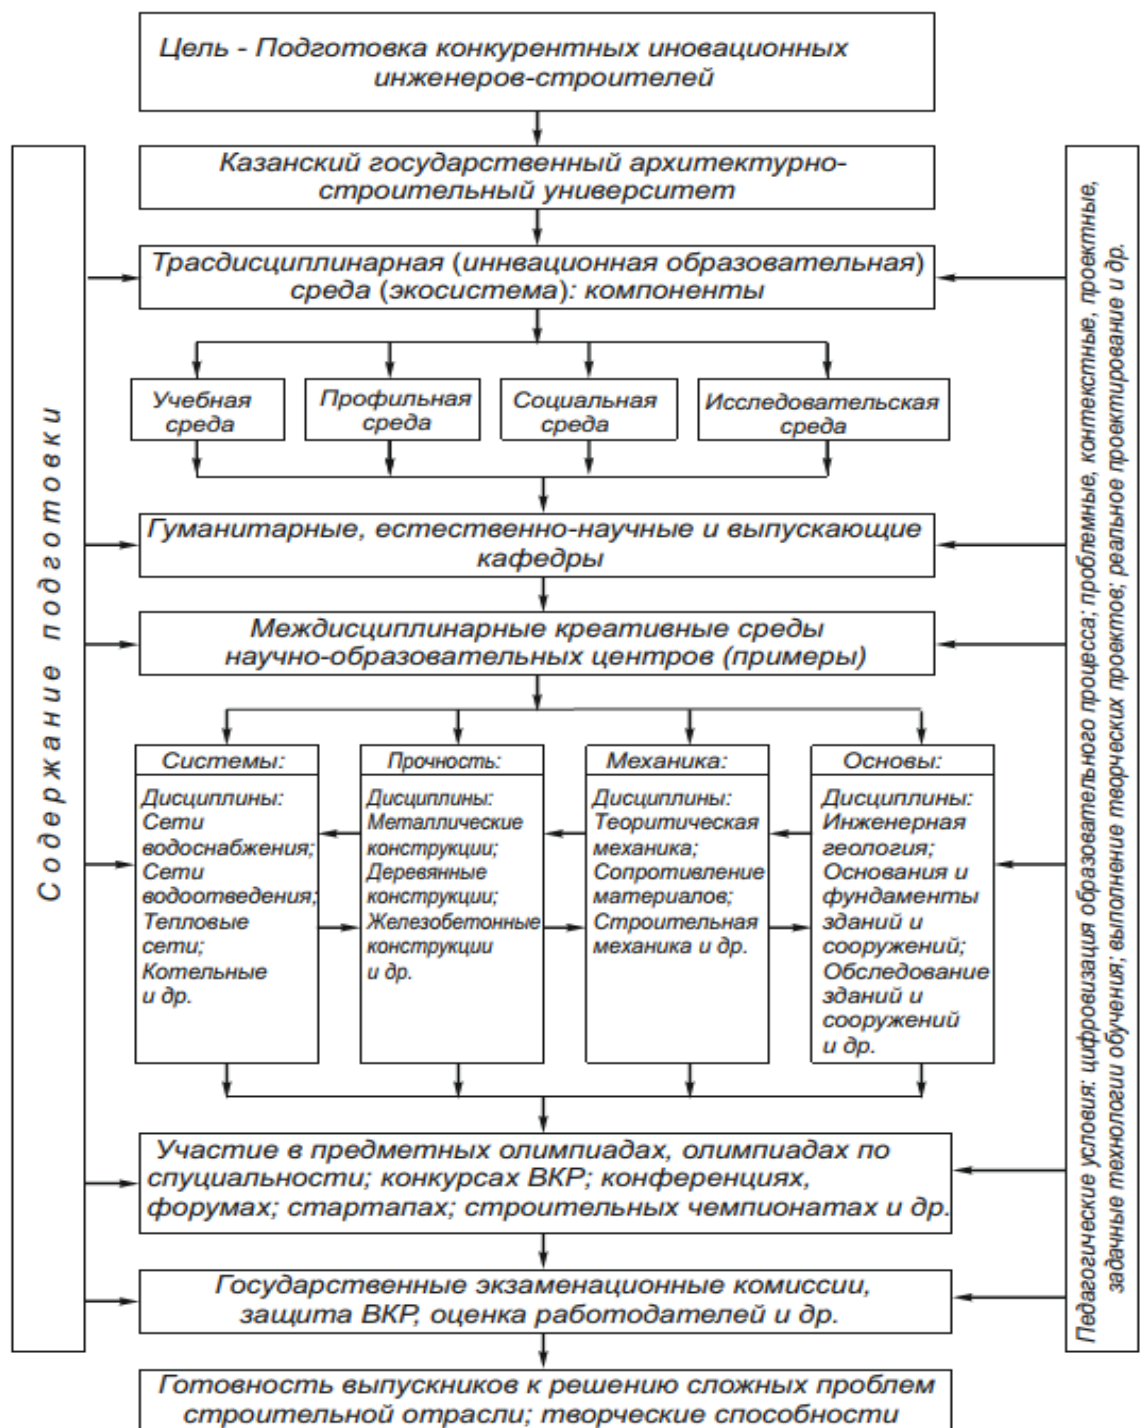 Цель - Подготовка конкурентных иновационных
инженеров-строителей
Казанский государственный архитектурно-
строительный университет
Трасдисциплинарная (иннвационная образовательная)
среда (экосистема): компоненты
Учебная
среда
Профильная
среда
Социальная
среда
Исследовательская
среда
Гуманитарные, естественно-научные и выпускающие
кафедры
Междисциплинарные креативные среды
научно-образовательных центров (примеры)
Системы:
Дисциплины:
Сети
водоснабжения;
Сети
водоотведения;
Тепловые
сети;
Котельные
и др.
Прочность:
Дисциплины:
Металлические
конструкции;
Деревянные
конструкции;
Железобетонные
конструкции
и др.
Механика:
Дисциплины:
Теоритическая
механика;
Сопротивление
материалов;
Строительная
механика и др.
Основы:
Дисциплины:
Инженерная
геология;
Основания и
фундаменты
зданий и
сооружений;
Обследование
зданий и
сооружений
и др.
Участие в предметных олимпиадах, олимпиадах по
спуциальности; конкурсах ВКР; конференциях,
форумах; стартапах; строительных чемпионатах и др.
Государственные экзаменационные комиссии,
защита ВКР, оценка работодателей и др.
Готовность выпускников к решению сложных проблем
строительной отрасли; творческие способности
Содержание подготовки
Педагогические условия: цифровизация образовательного процесса; проблемные, контекстные, проектные,
задачные технологии обучения; выполнение творческих проектов; реальное проектирование и др.